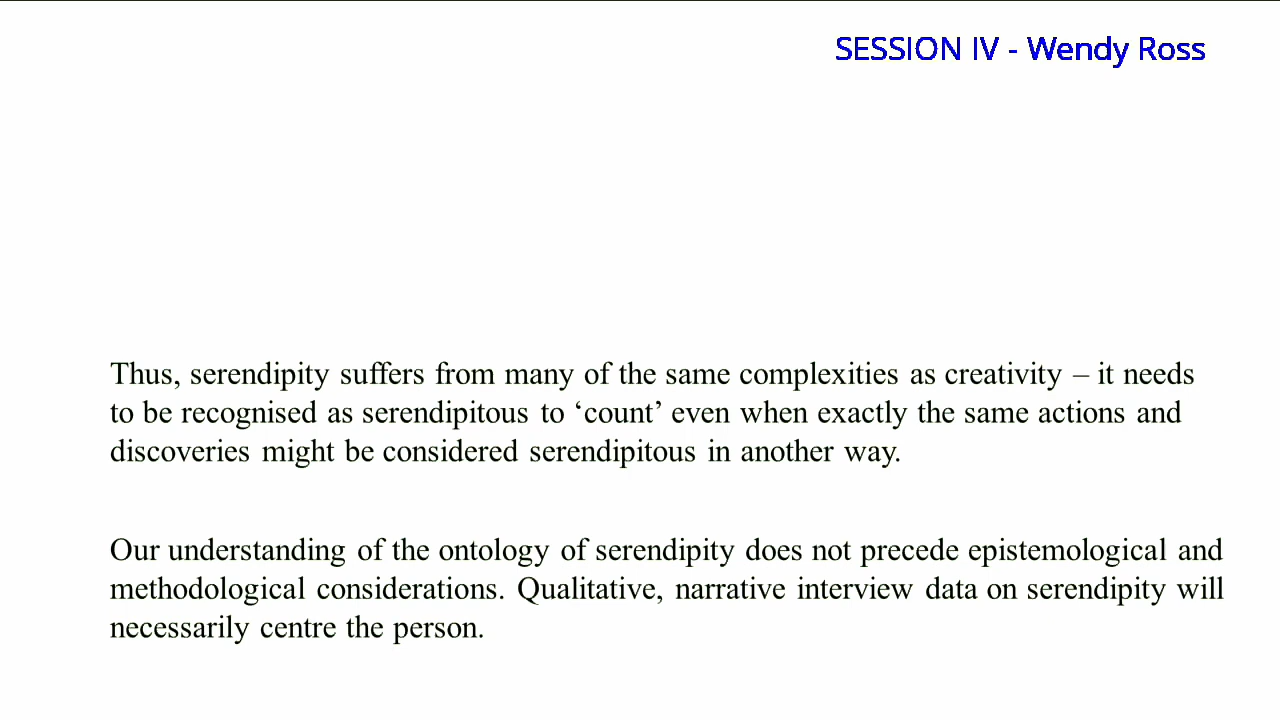 SESSION IV - Wendy Ross
Thus, serendipity suffers from many of the same complexities as creativity – it needs
to be recognised as serendipitous to ‘count’ even when exactly the same actions and
discoveries might be considered serendipitous in another way.
Our understanding of the ontology of serendipity does not precede epistemological and
methodological considerations. Qualitative, narrative interview data on serendipity will
necessarily centre the person.